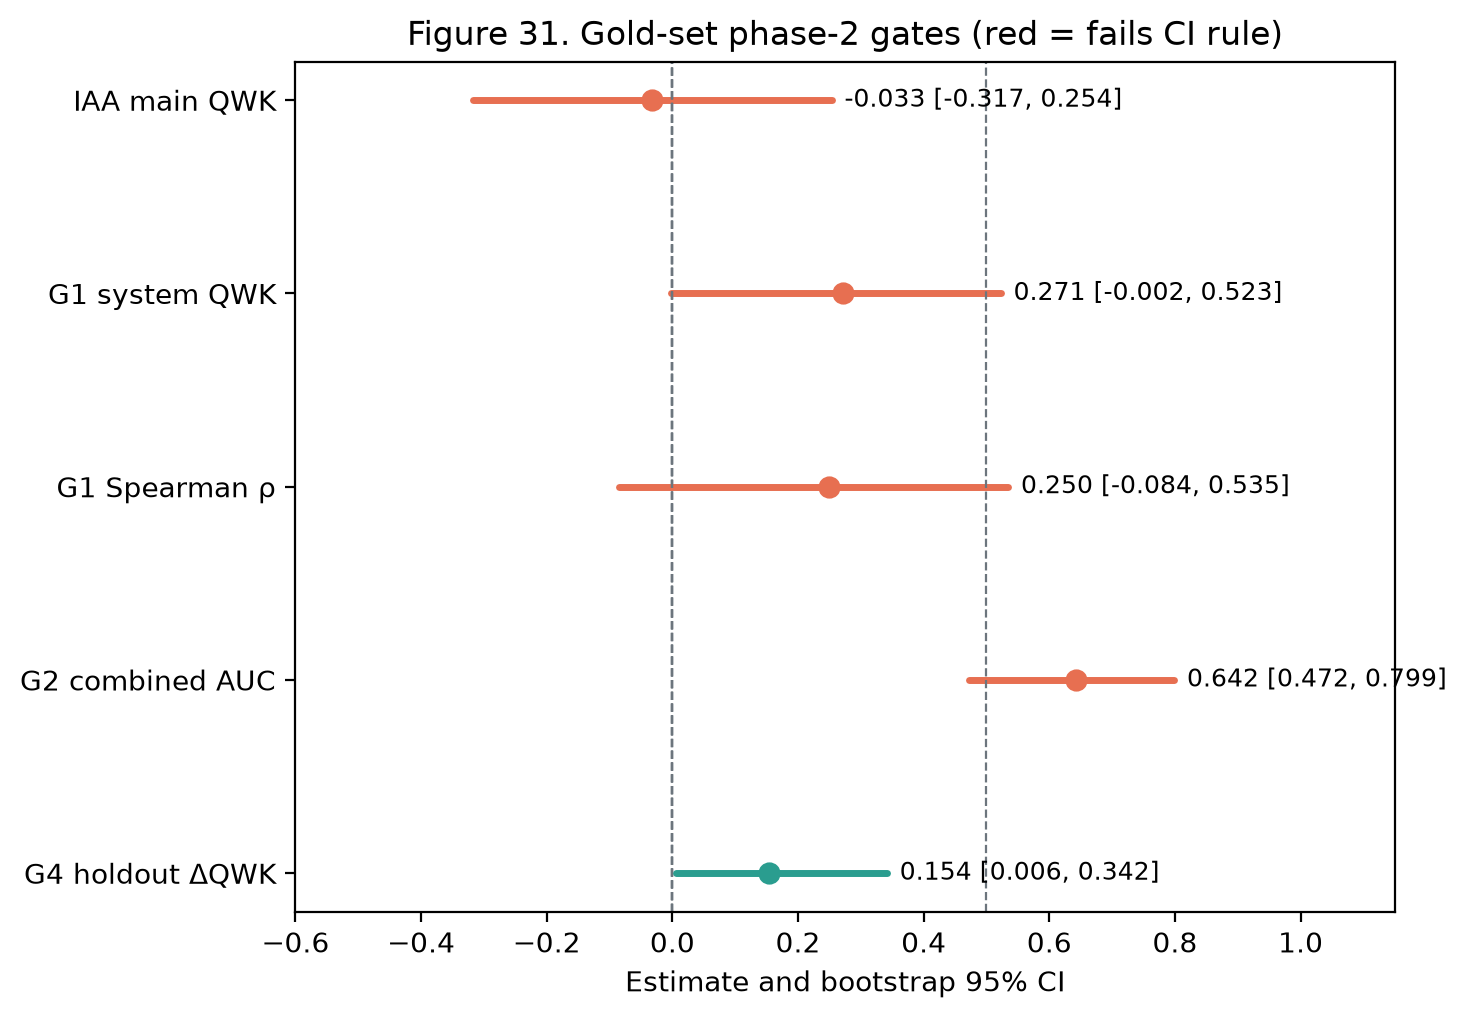 Figure 31. Gold-set phase-2 gates (red = fails CI rule)
IAA main QWK
-0.033 [-0.317, 0.254]
G1 system QWK
0.271 [-0.002, 0.523]
G1 Spearman ρ
0.250 [-0.084, 0.535]
G2 combined AUC
0.642 [0.472, 0.799]
G4 holdout ΔQWK
0.154 [0.006, 0.342]
−0.6 −0.4 −0.2 0.0 0.2 0.4 0.6 0.8 1.0
Estimate and bootstrap 95% CI